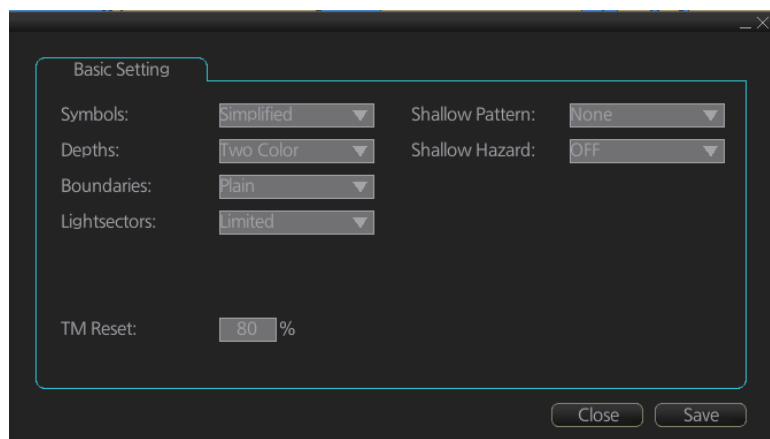 Basic Setting
Symbols: Simplified Shallow Pattern: None
Depths: Two Color Shallow Hazard: OFF
Boundaries: Plain
Lightsectors: Limited
TM Reset: 80 %
Close Save